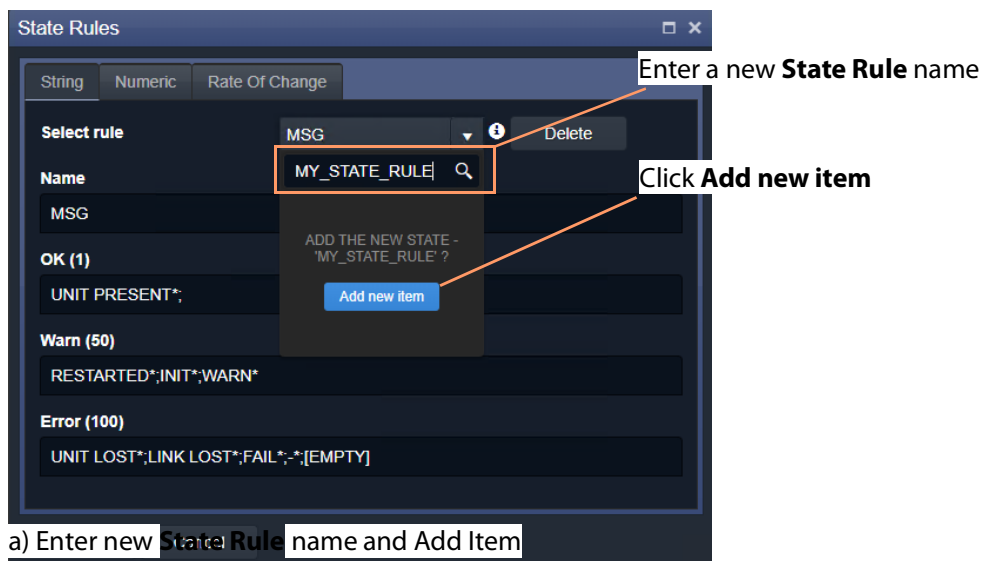 State Rules
String Numeric Rate Of Change
Enter a new State Rule name
Select rule MSG Delete
MY_STATE_RULE
Click Add new item
Name
MSG
ADD THE NEW STATE -
'MY_STATE_RULE' ?
OK (1)
UNIT PRESENT*;
Add new item
Warn (50)
RESTARTED*;INIT*;WARN*
Error (100)
UNIT LOST*;LINK LOST*;FAIL*;-*;[EMPTY]
a) Enter new State Rule name and Add Item